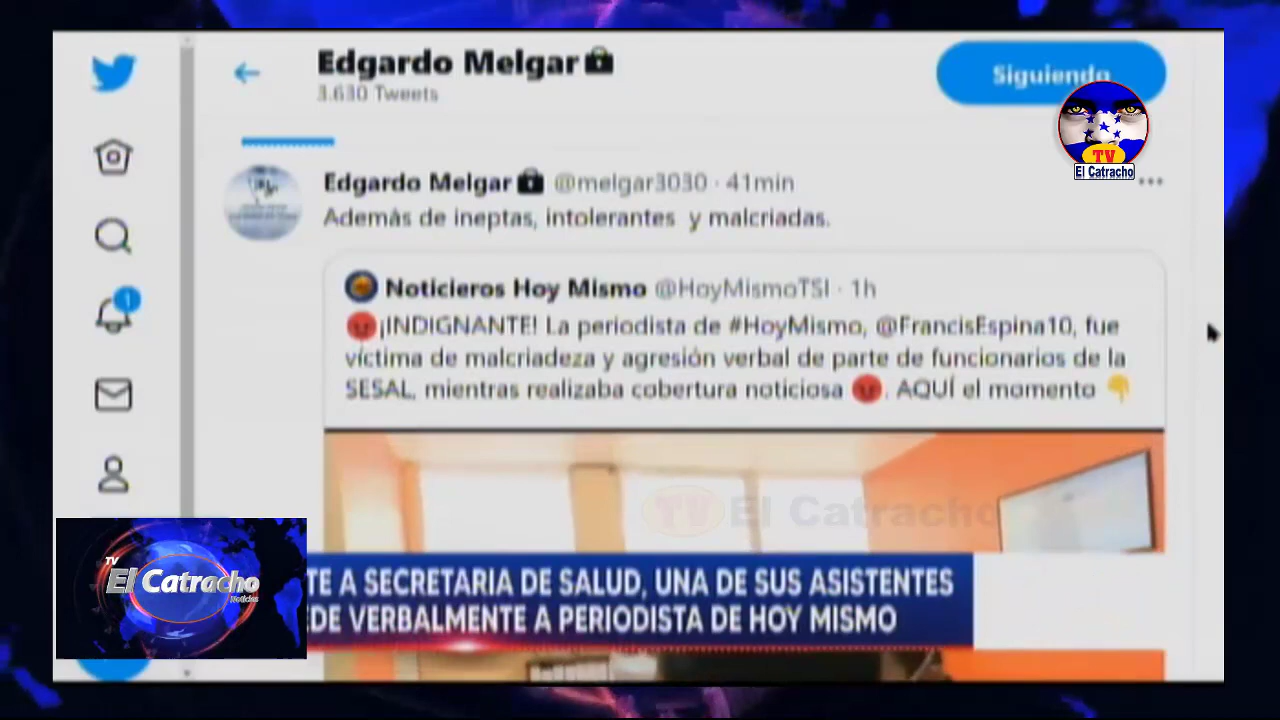 Edgardo Melgar
3.630 Tweets
Siguiendo
TV
El Catracho
Edgardo Melgar @melgar3030 · 41min
Además de ineptas, intolerantes y malcriadas.
Noticieros Hoy Mismo @HoyMismoTSI · 1h
¡INDIGNANTE! La periodista de #HoyMismo, @FrancisEspina10, fue
víctima de malcriadeza y agresión verbal de parte de funcionarios de la
SESAL, mientras realizaba cobertura noticiosa . AQUÍ el momento
1
TV El Catracho
TE A SECRETARIA DE SALUD, UNA DE SUS ASISTENTES
EDE VERBALMENTE A PERIODISTA DE HOY MISMO
TV
El Catracho
Noticias